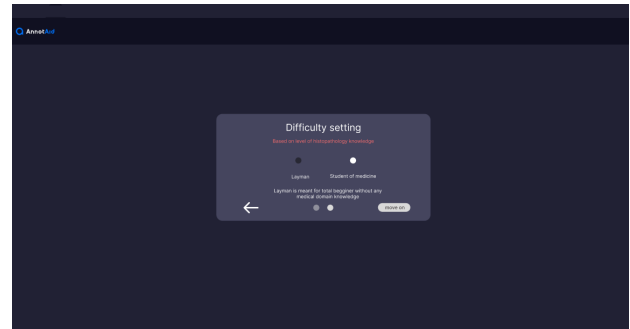 AnnotAid
Difficulty setting
Based on level of histopathology knowledge
Layman Student of medicine
Layman is meant for total begginer without any
medical domain knowledge
move on